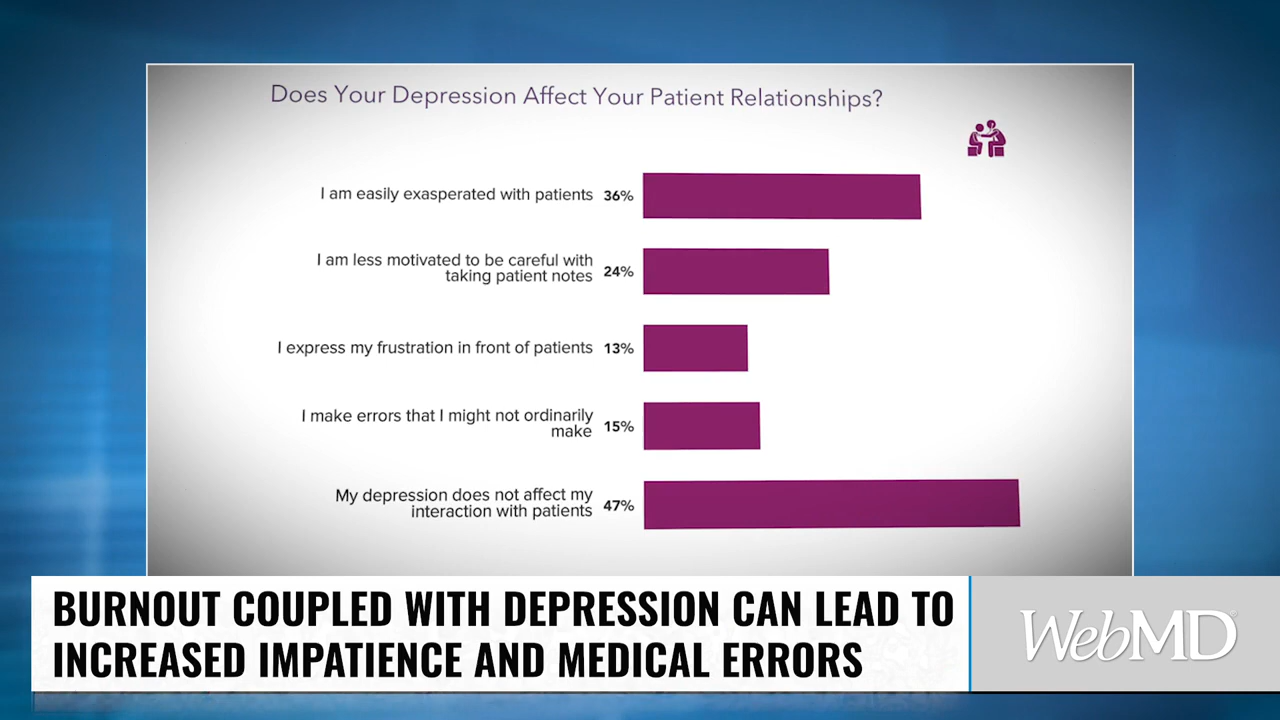 Does Your Depression Affect Your Patient Relationships?
I am easily exasperated with patients 36%
I am less motivated to be careful with
taking patient notes 24%
I express my frustration in front of patients 13%
I make errors that I might not ordinarily
make 15%
My depression does not affect my
interaction with patients 47%
BURNOUT COUPLED WITH DEPRESSION CAN LEAD TO
INCREASED IMPATIENCE AND MEDICAL ERRORS
WebMD